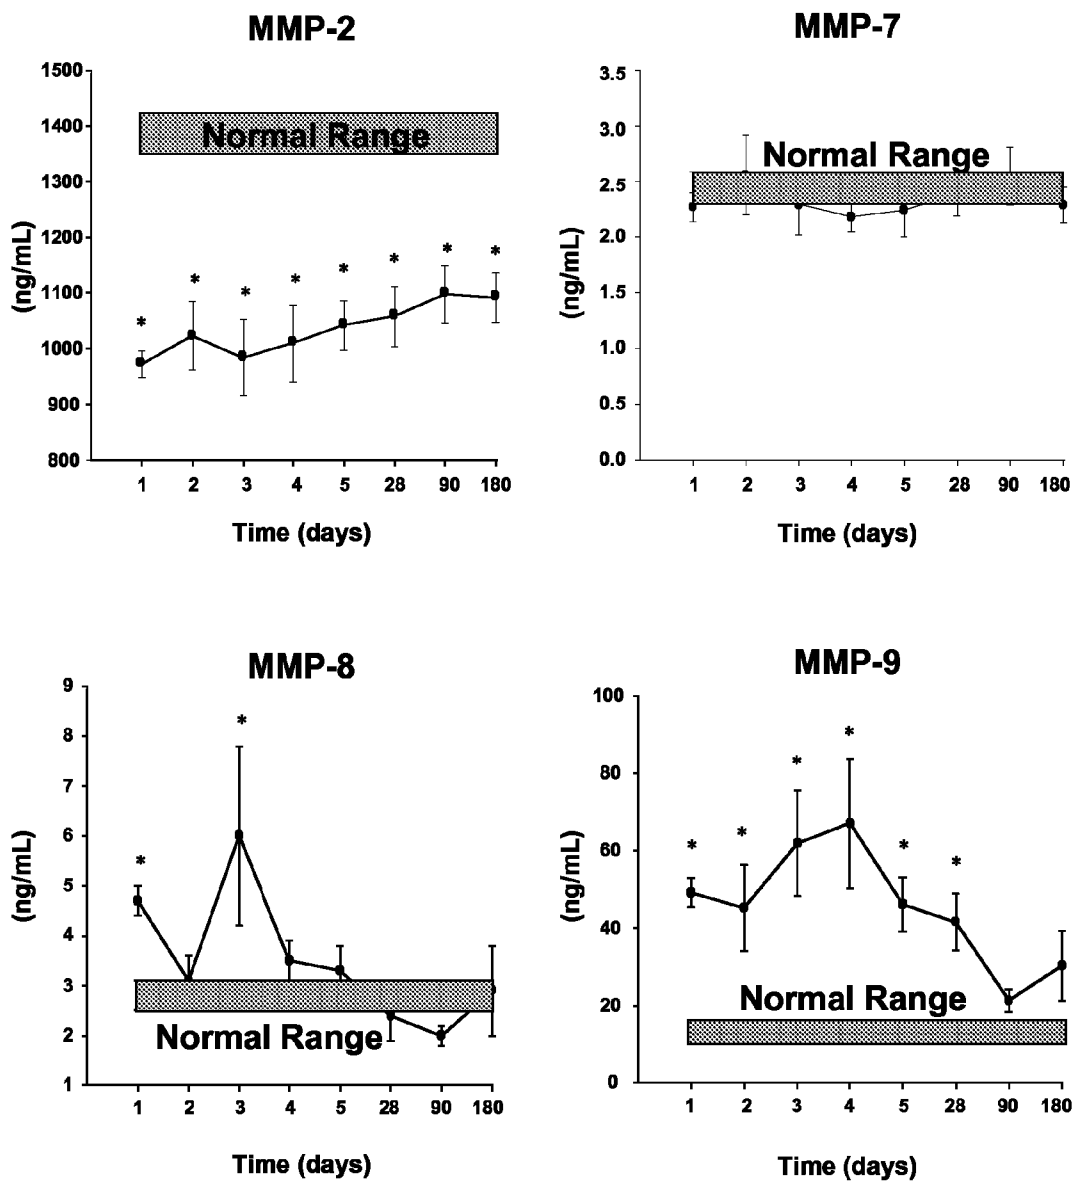 MMP-2
1500
1400
1300
1200
1100
1000
900
800
(ng/mL)
Normal Range
* * * * * * * *
1 2 3 4 5 28 90 180
Time (days)
MMP-7
3.5
3.0
2.5
2.0
1.5
2.0
0.5
0.0
(ng/mL)
Normal Range
1 2 3 4 5 28 90 180
Time (days)
MMP-8
9
8
7
6
5
4
3
2
1
(ng/mL)
* *
Normal Range
1 2 3 4 5 28 90 180
Time (days)
MMP-9
100
80
60
40
20
0
(ng/mL)
* * * * * *
Normal Range
1 2 3 4 5 28 90 180
Time (days)